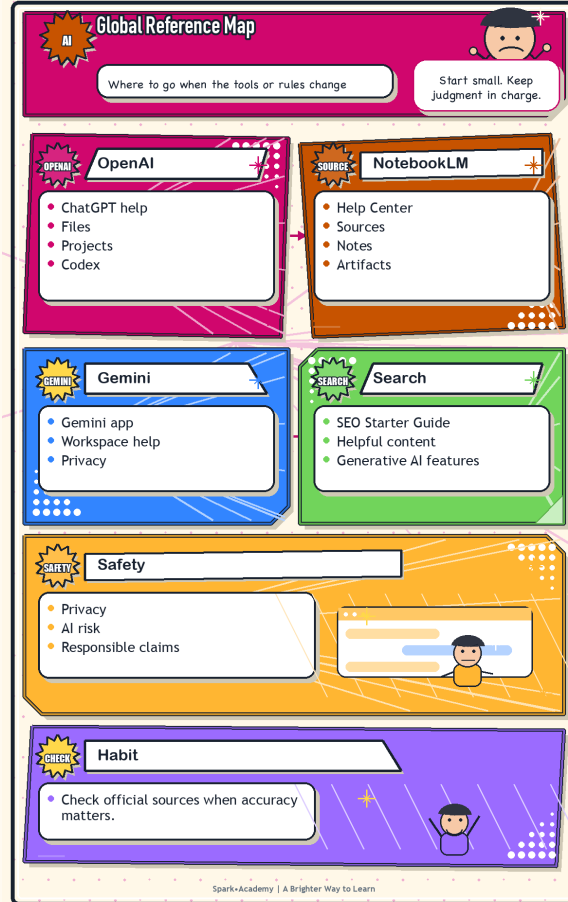 AI
Global Reference Map
Where to go when the tools or rules change
Start small. Keep
judgment in charge.
OPENAI
OpenAI
ChatGPT help
Files
Projects
Codex
SOURCE
NotebookLM
Help Center
Sources
Notes
Artifacts
GEMINI
Gemini
Gemini app
Workspace help
Privacy
SEARCH
Search
SEO Starter Guide
Helpful content
Generative AI features
SAFETY
Safety
Privacy
AI risk
Responsible claims
CHECK
Habit
Check official sources when accuracy
matters.
Spark•Academy | A Brighter Way to Learn